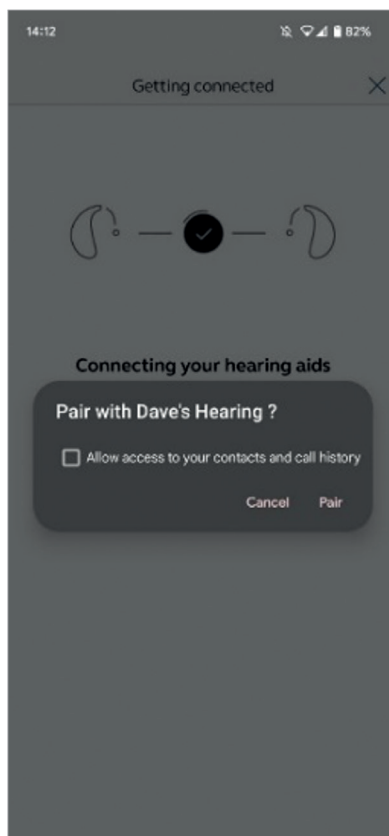 14:12
82%
Getting connected
Connecting your hearing aids
Pair with Dave's Hearing ?
Allow access to your contacts and call history
Cancel Pair